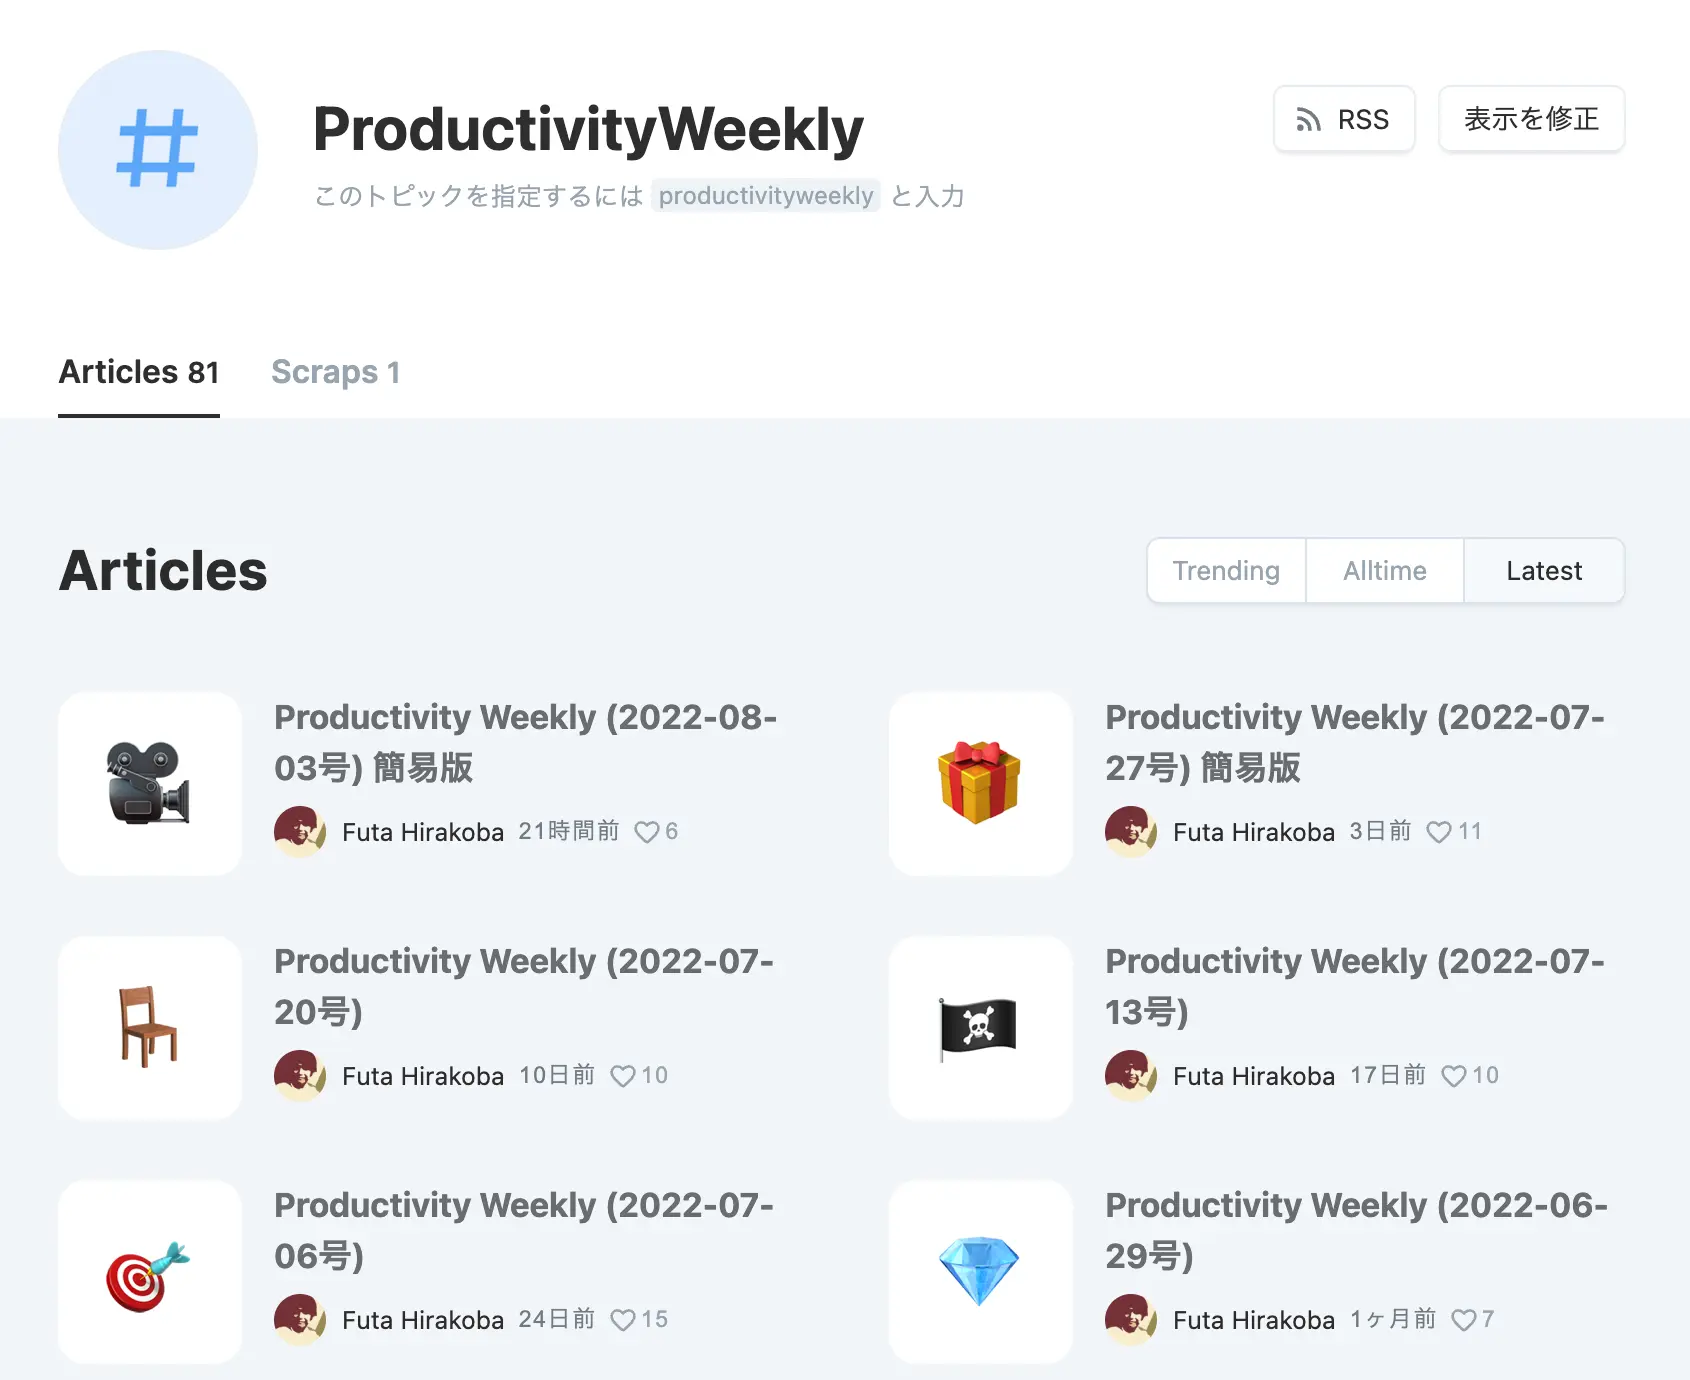 ProductivityWeekly
このトピックを指定するには productivityweekly と入力
RSS
表示を修正
Articles 81
Scraps 1
Articles
Trending
Alltime
Latest
Productivity Weekly (2022-08-
03号) 簡易版
Futa Hirakoba 21時間前 6
Productivity Weekly (2022-07-
27号) 簡易版
Futa Hirakoba 3日前 11
Productivity Weekly (2022-07-
20号)
Futa Hirakoba 10日前 10
Productivity Weekly (2022-07-
13号)
Futa Hirakoba 17日前 10
Productivity Weekly (2022-07-
06号)
Futa Hirakoba 24日前 15
Productivity Weekly (2022-06-
29号)
Futa Hirakoba 1ヶ月前 7